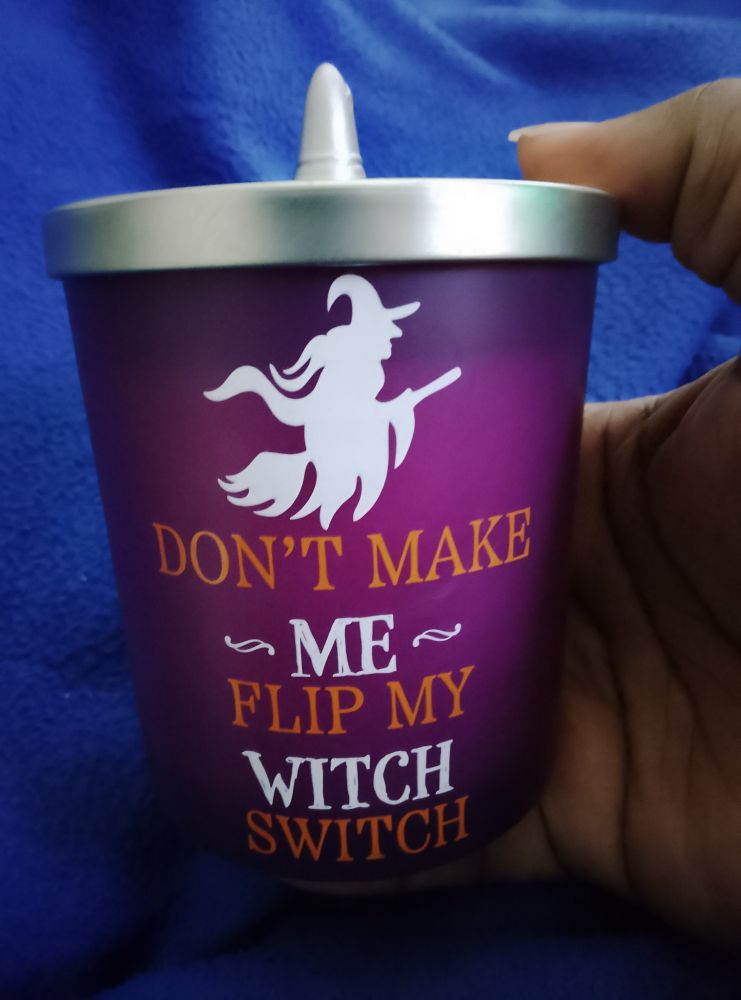 DON'T MAKE
~ ME ~
FLIP MY
WITCH
SWITCH